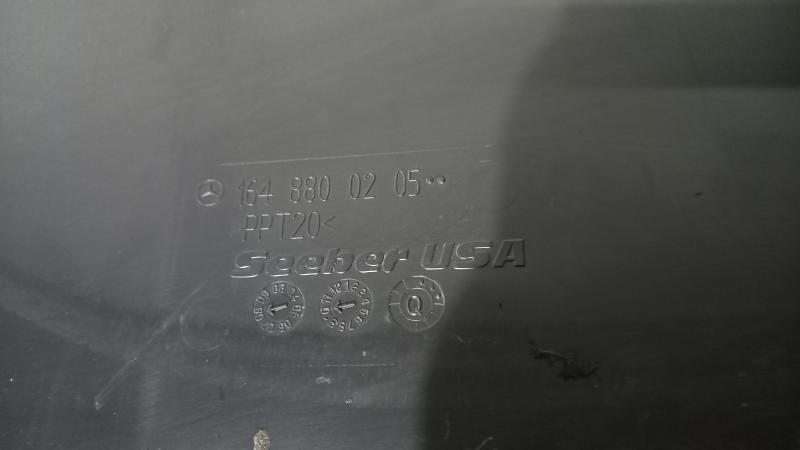 164 880 02 05
PPT20<
Seeber USA
Q